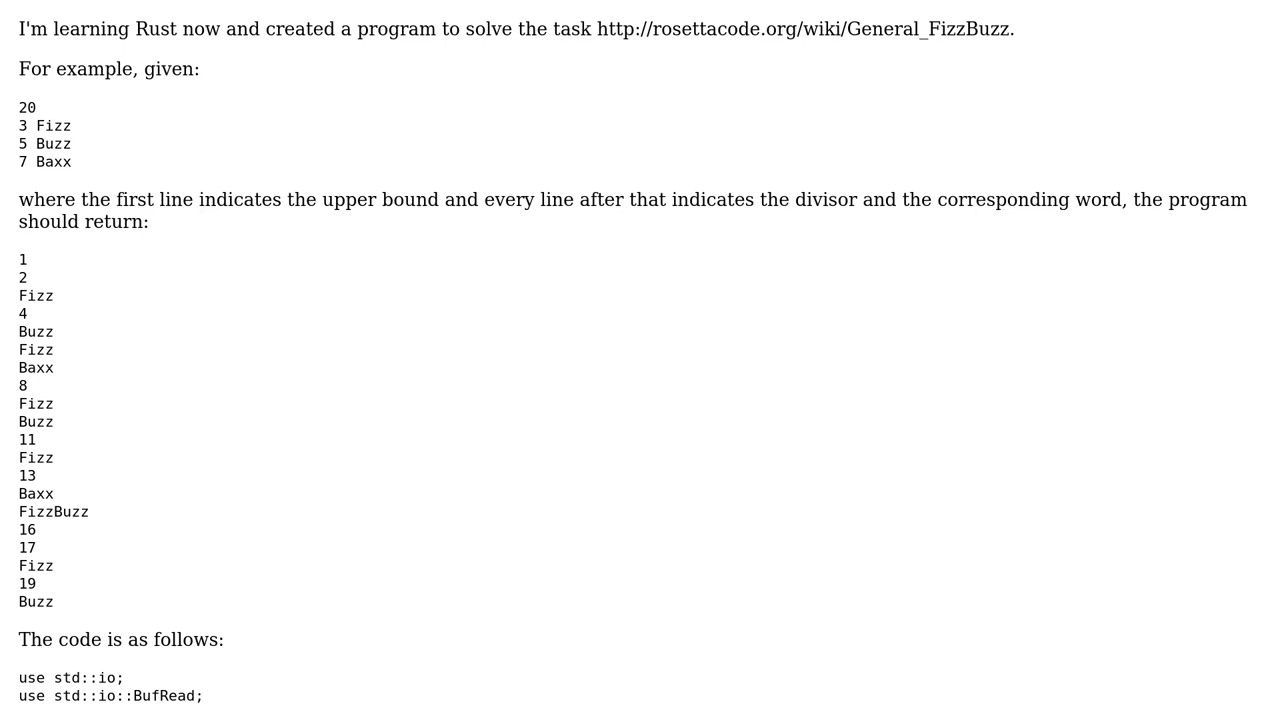 I'm learning Rust now and created a program to solve the task http://rosettacode.org/wiki/General_FizzBuzz.
For example, given:
20
3 Fizz
5 Buzz
7 Baxx
where the first line indicates the upper bound and every line after that indicates the divisor and the corresponding word, the program
should return:
1
2
Fizz
4
Buzz
Fizz
Baxx
8
Fizz
Buzz
11
Fizz
13
Baxx
FizzBuzz
16
17
Fizz
19
Buzz
The code is as follows:
use std::io;
use std::io::BufRead;